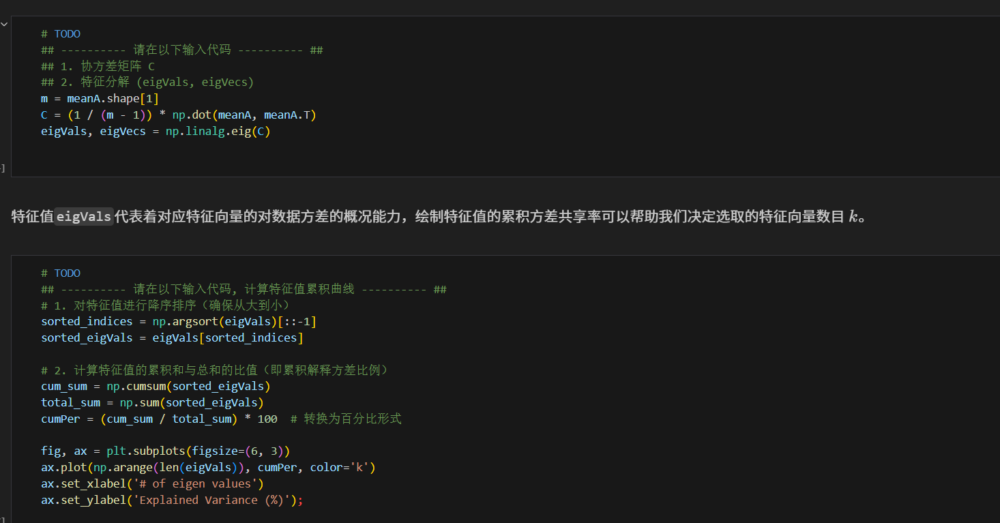 # TODO
## ---------- 请在以下输入代码 ---------- ##
## 1. 协方差矩阵 C
## 2. 特征分解 (eigVals, eigVecs)
m = meanA.shape[1]
C = (1 / (m - 1)) * np.dot(meanA, meanA.T)
eigVals, eigVecs = np.linalg.eig(C)
]
特征值eigVals代表着对应特征向量的对数据方差的概况能力，绘制特征值的累积方差共享率可以帮助我们决定选取的特征向量数目 k。
# TODO
## ---------- 请在以下输入代码, 计算特征值累积曲线 ---------- ##
# 1. 对特征值进行降序排序（确保从大到小）
sorted_indices = np.argsort(eigVals)[::-1]
sorted_eigVals = eigVals[sorted_indices]
# 2. 计算特征值的累积和与总和的比值（即累积解释方差比例）
cum_sum = np.cumsum(sorted_eigVals)
total_sum = np.sum(sorted_eigVals)
cumPer = (cum_sum / total_sum) * 100  # 转换为百分比形式
fig, ax = plt.subplots(figsize=(6, 3))
ax.plot(np.arange(len(eigVals)), cumPer, color='k')
ax.set_xlabel('# of eigen values')
ax.set_ylabel('Explained Variance (%)');
]